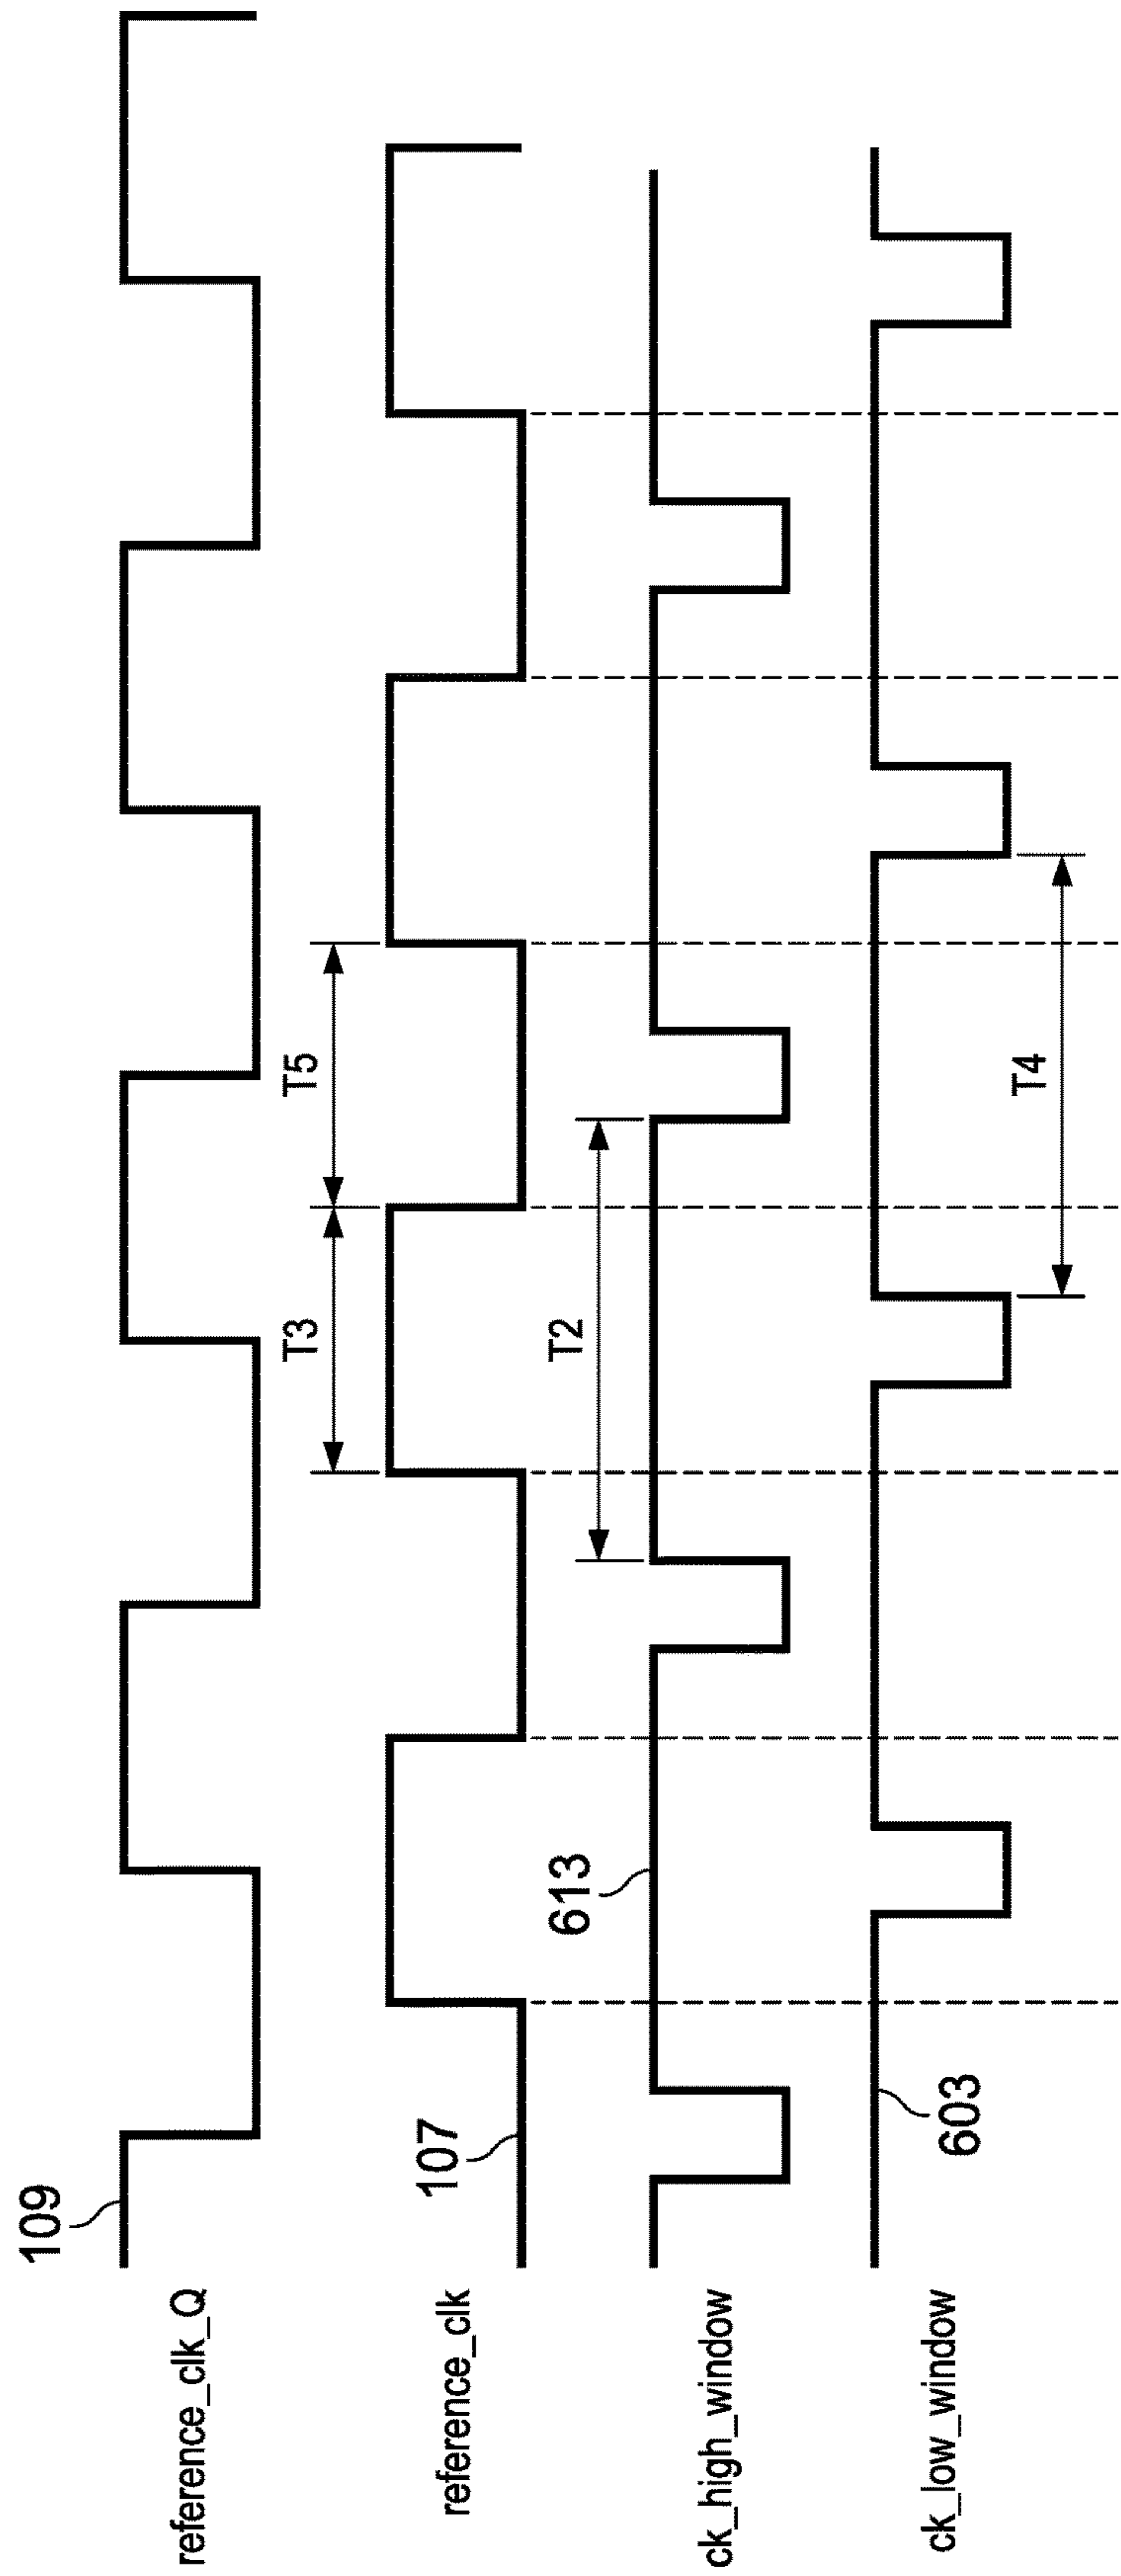 109
reference_clk_Q
T3
T5
107
reference_clk
613
T2
ck_high_window
603
T4
ck_low_window